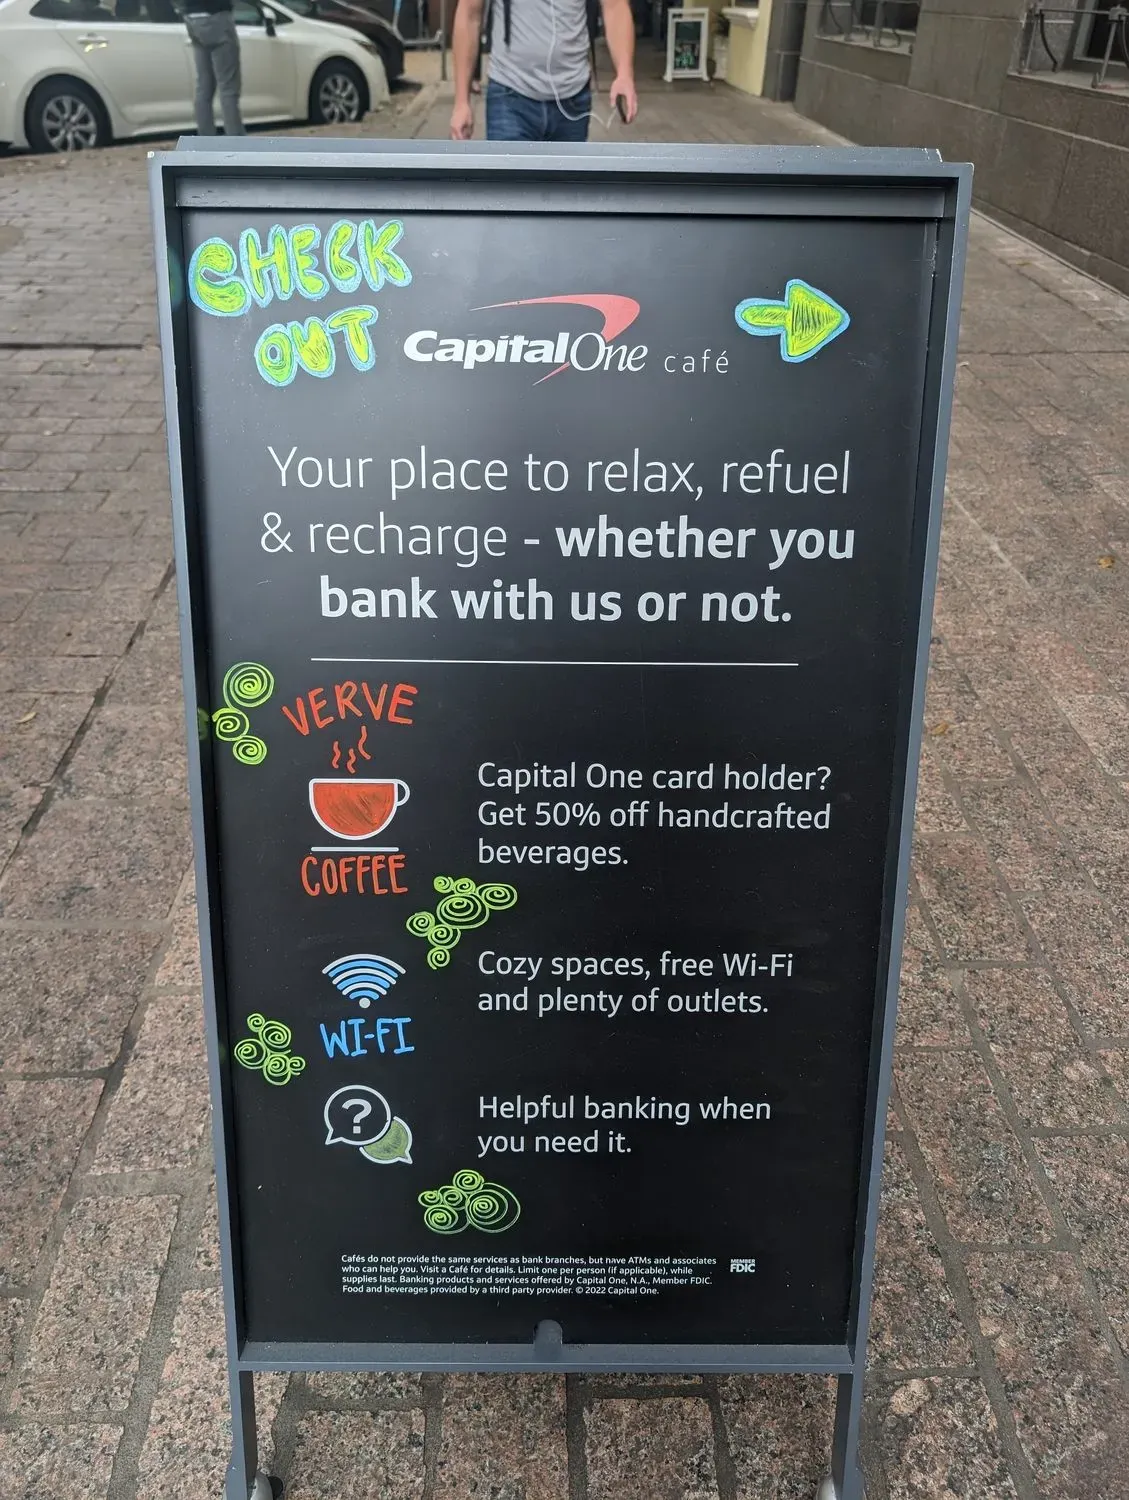 CHECK
OUT
CapitalOne café
Your place to relax, refuel
& recharge - whether you
bank with us or not.
VERVE
COFFEE
Capital One card holder?
Get 50% off handcrafted
beverages.
WI-FI
Cozy spaces, free Wi-Fi
and plenty of outlets.
?
Helpful banking when
you need it.
Cafés do not provide the same services as bank branches, but have ATMs and associates
who can help you. Visit a Café for details. Limit one per person (if applicable), while
supplies last. Banking products and services offered by Capital One, N.A., Member FDIC.
Food and beverages provided by a third party provider. © 2022 Capital One.
MEMBER
FDIC